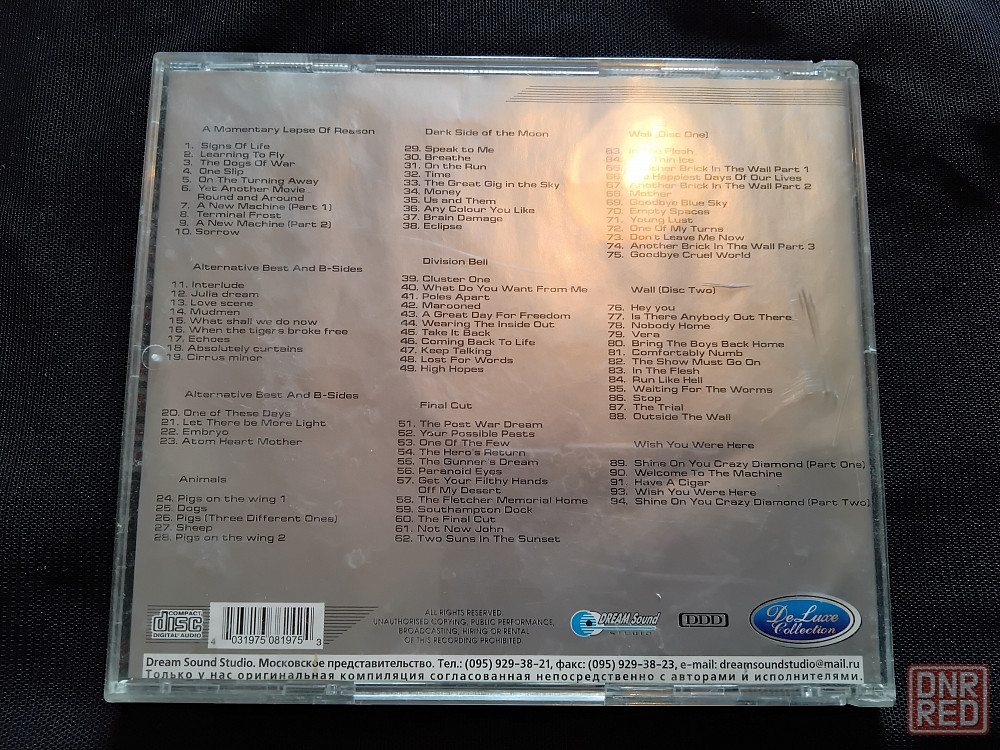 A Momentary Lapse Of Reason
1. Signs Of Life
2. Learning To Fly
3. The Dogs Of War
4. One Slip
5. On The Turning Away
6. Yet Another Movie
Round and Around
7. A New Machine (Part 1)
8. Terminal Frost
9. A New Machine (Part 2)
10. Sorrow
Alternative Best And B-Sides
11. Interlude
12. Julia dream
13. Love scene
14. Mudmen
15. What shall we do now
16. When the tigers broke free
17. Echoes
18. Absolutely curtains
19. Cirrus minor
Alternative Best And B-Sides
20. One of These Days
21. Let There be More Light
22. Embryo
23. Atom Heart Mother
Animals
24. Pigs on the wing 1
25. Dogs
26. Pigs (Three Different Ones)
27. Sheep
28. Pigs on the wing 2
Dark Side of the Moon
29. Speak to Me
30. Breathe
31. On the Run
32. Time
33. The Great Gig in the Sky
34. Money
35. Us and Them
36. Any Colour You Like
37. Brain Damage
38. Eclipse
Division Bell
39. Cluster One
40. What Do You Want From Me
41. Poles Apart
42. Marooned
43. A Great Day For Freedom
44. Wearing The Inside Out
45. Take It Back
46. Coming Back To Life
47. Keep Talking
48. Lost For Words
49. High Hopes
Final Cut
51. The Post War Dream
52. Your Possible Pasts
53. One Of The Few
54. The Hero's Return
55. The Gunner's Dream
56. Paranoid Eyes
57. Get Your Filthy Hands
Off My Desert
58. The Fletcher Memorial Home
59. Southampton Dock
60. The Final Cut
61. Not Now John
62. Two Suns In The Sunset
Wall (Disc One)
63. In The Flesh
64. Thin Ice
65. Another Brick In The Wall Part 1
66. Happiest Days Of Our Lives
67. Another Brick In The Wall Part 2
68. Mother
69. Goodbye Blue Sky
70. Empty Spaces
71. Young Lust
72. One Of My Turns
73. Don't Leave Me Now
74. Another Brick In The Wall Part 3
75. Goodbye Cruel World
Wall (Disc Two)
76. Hey you
77. Is There Anybody Out There
78. Nobody Home
79. Vera
80. Bring The Boys Back Home
81. Comfortably Numb
82. The Show Must Go On
83. In The Flesh
84. Run Like Hell
85. Waiting For The Worms
86. Stop
87. The Trial
88. Outside The Wall
Wish You Were Here
89. Shine On You Crazy Diamond (Part One)
90. Welcome To The Machine
91. Have A Cigar
93. Wish You Were Here
94. Shine On You Crazy Diamond (Part Two)
COMPACT
disc
DIGITAL AUDIO
4 031975 081975 3
ALL RIGHTS RESERVED.
UNAUTHORISED COPYING, PUBLIC PERFORMANCE,
BROADCASTING, HIRING OR RENTAL
OF THIS RECORDING PROHIBITED.
DREAM Sound
STUDIO
DDD
DeLuxe
Collection
Dream Sound Studio. Московское представительство. Тел.: (095) 929-38-21, факс: (095) 929-38-23, e-mail: dreamsoundstudio@mail.ru
Только у нас оригинальная компиляция согласованная непосредственно с авторами и исполнителями.
DNR
RED